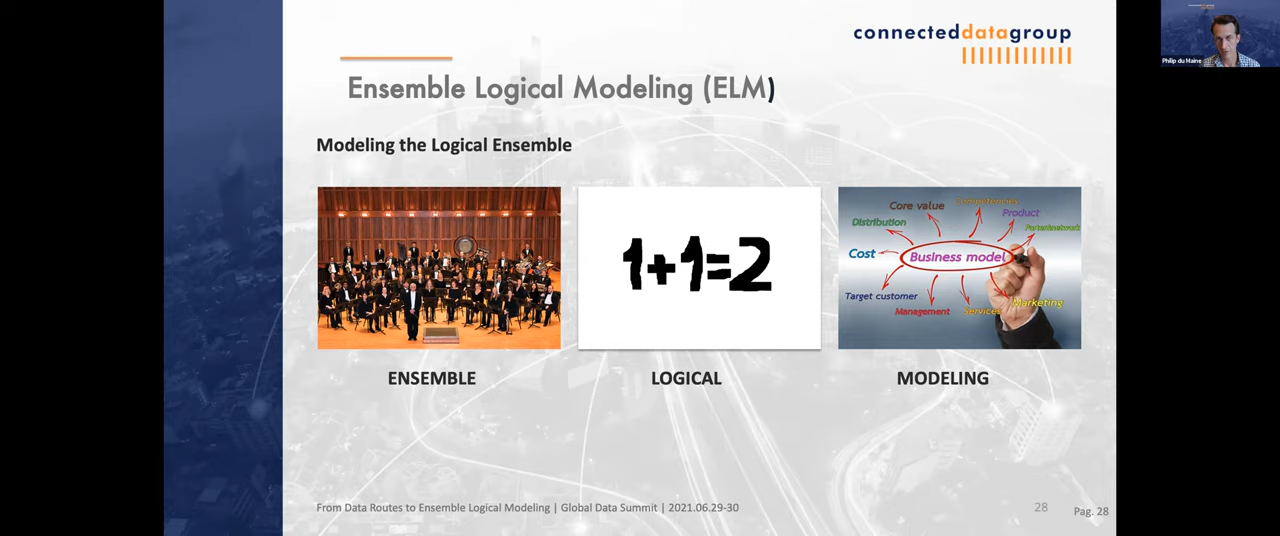 connecteddatagroup
Philip du Maine
Ensemble Logical Modeling (ELM)
Modeling the Logical Ensemble
1+1=2
Core value
Competencies
Product
Distribution
Cost
Business model
Target customer
Management
Services
Marketing
ENSEMBLE
LOGICAL
MODELING
From Data Routes to Ensemble Logical Modeling | Global Data Summit | 2021.06.29-30
28
Pag. 28